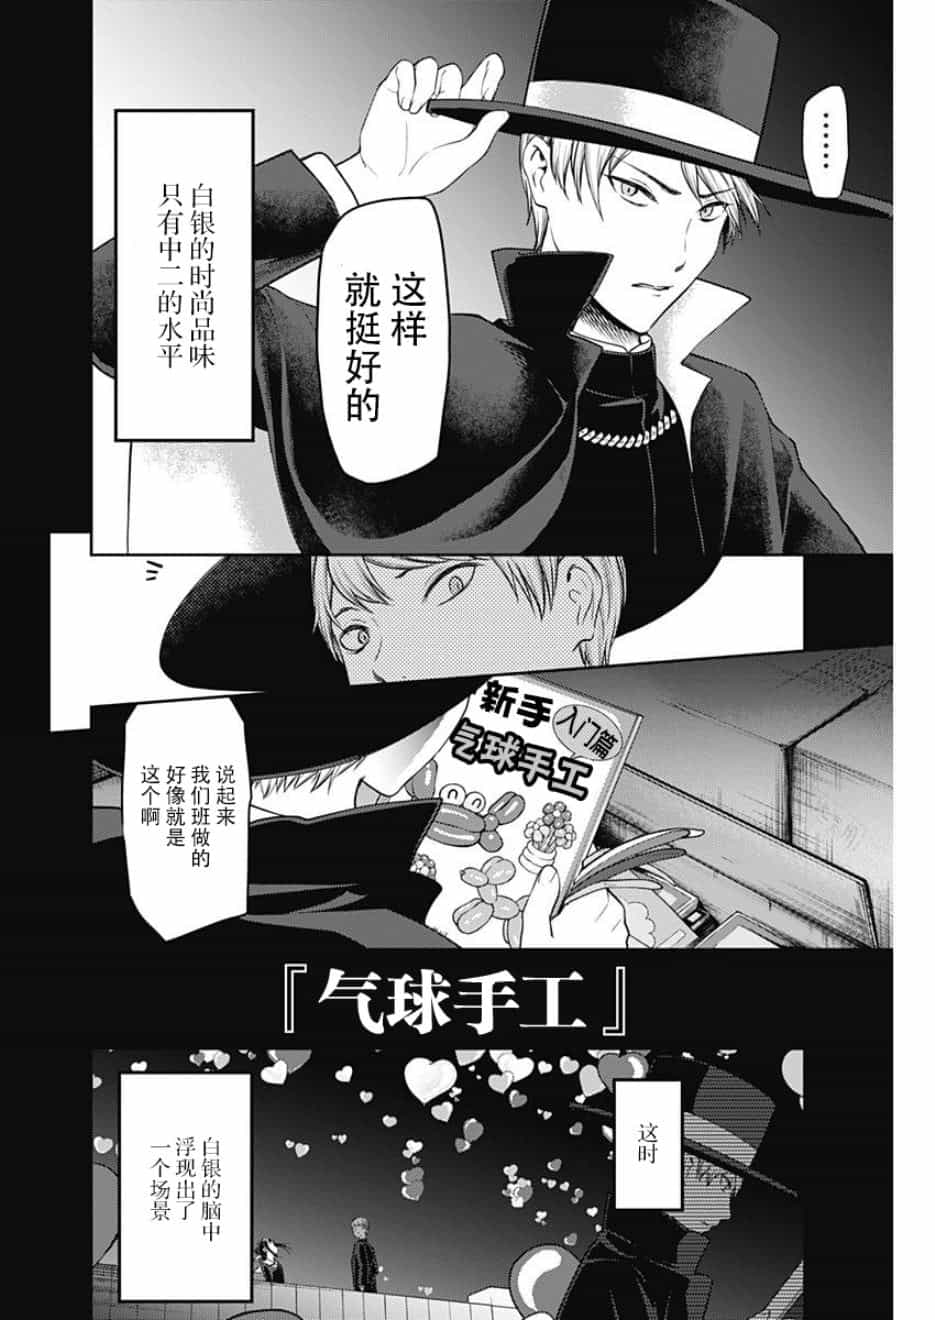 ……
这样
就挺好的
白银的时尚品味
只有中二的水平
新手
入门篇
气球手工
说起来
我们班做的
好像就是
这个啊
『气球手工』
这时
白银的脑中
浮现出了
一个场景